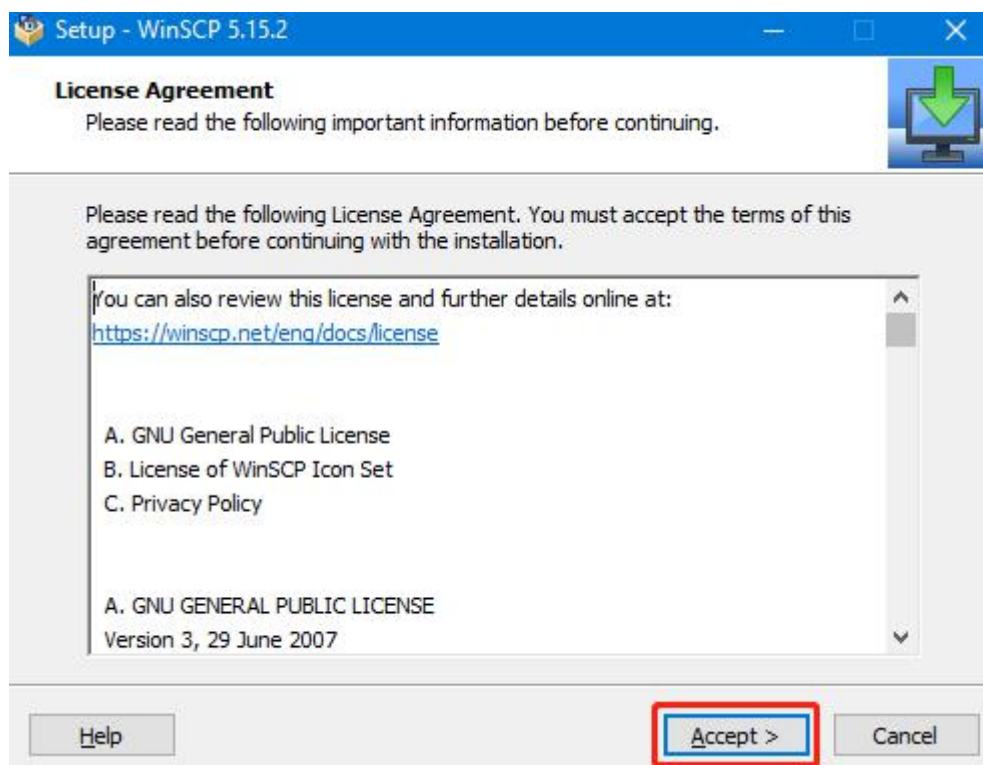 Setup - WinSCP 5.15.2
License Agreement
Please read the following important information before continuing.
Please read the following License Agreement. You must accept the terms of this
agreement before continuing with the installation.
You can also review this license and further details online at:
https://winscp.net/eng/docs/license
A. GNU General Public License
B. License of WinSCP Icon Set
C. Privacy Policy
A. GNU GENERAL PUBLIC LICENSE
Version 3, 29 June 2007
Help
Accept >
Cancel